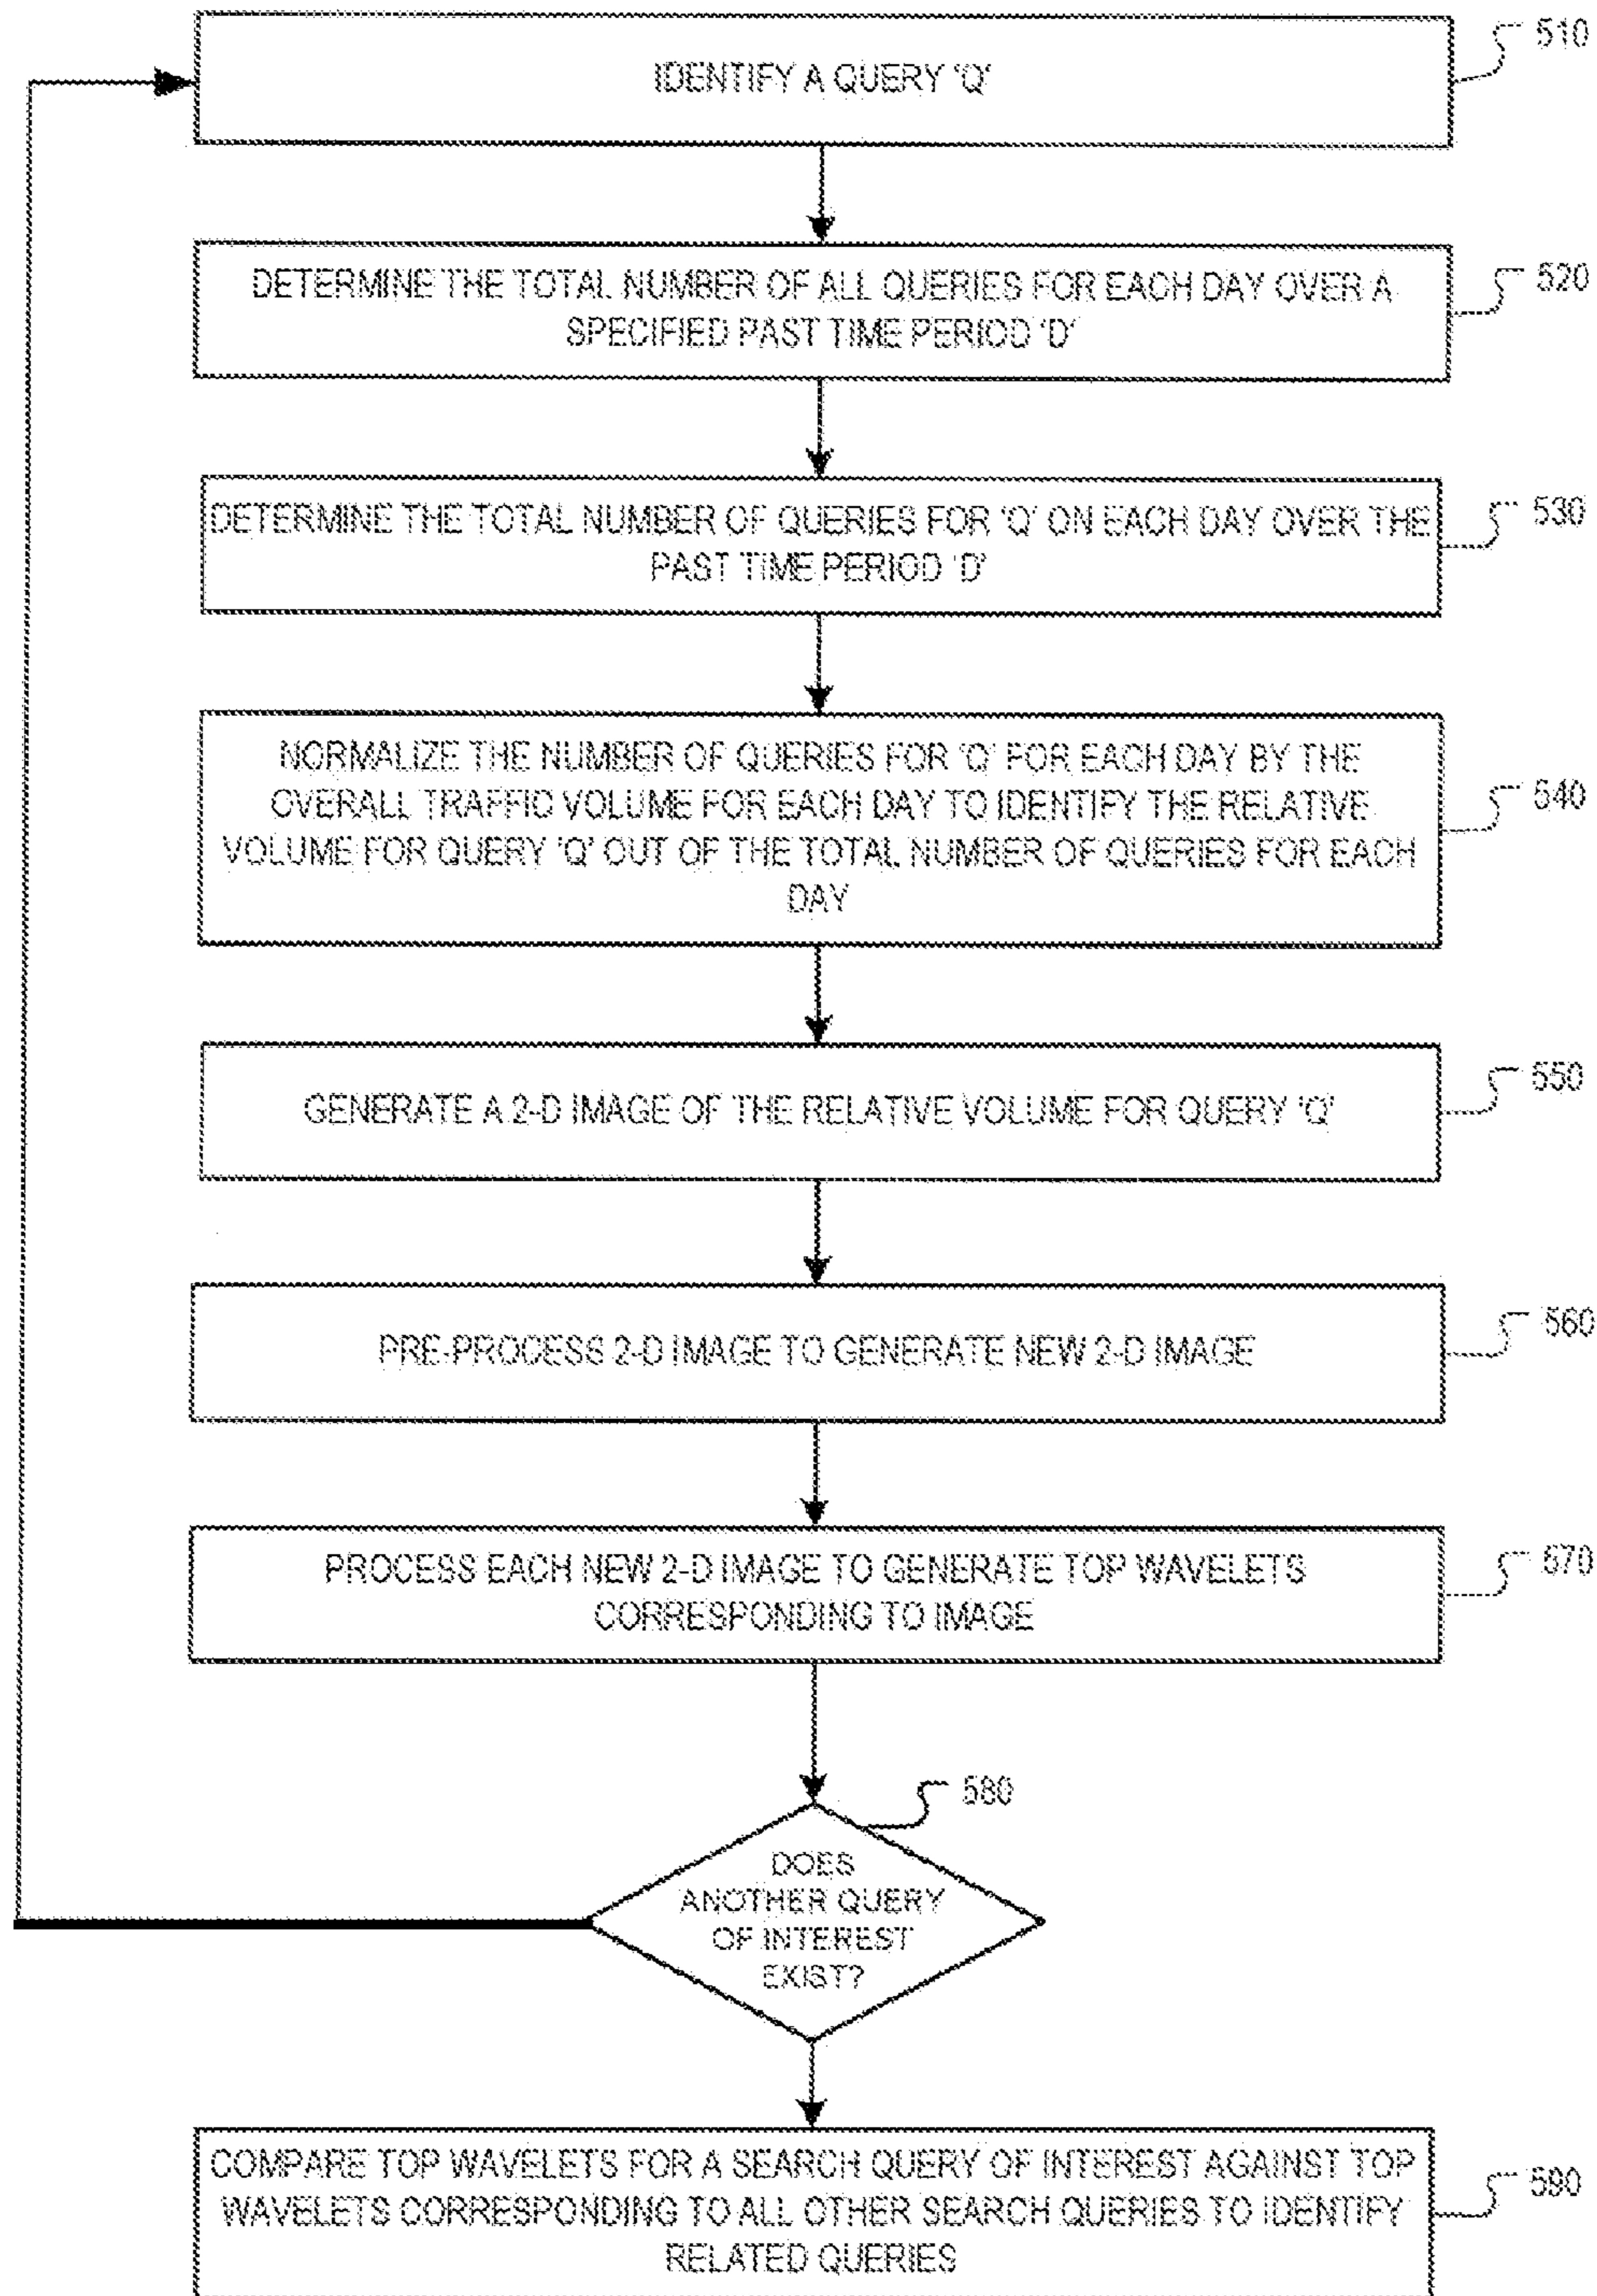 510
IDENTIFY A QUERY 'Q'
520
DETERMINE THE TOTAL NUMBER OF ALL QUERIES FOR EACH DAY OVER A
SPECIFIED PAST TIME PERIOD 'D'
530
DETERMINE THE TOTAL NUMBER OF QUERIES FOR 'Q' ON EACH DAY OVER THE
PAST TIME PERIOD 'D'
540
NORMALIZE THE NUMBER OF QUERIES FOR 'Q' FOR EACH DAY BY THE
OVERALL TRAFFIC VOLUME FOR EACH DAY TO IDENTIFY THE RELATIVE
VOLUME FOR QUERY 'Q' OUT OF THE TOTAL NUMBER OF QUERIES FOR EACH
DAY
550
GENERATE A 2-D IMAGE OF THE RELATIVE VOLUME FOR QUERY 'Q'
560
PRE-PROCESS 2-D IMAGE TO GENERATE NEW 2-D IMAGE
570
PROCESS EACH NEW 2-D IMAGE TO GENERATE TOP WAVELETS
CORRESPONDING TO IMAGE
580
DOES
ANOTHER QUERY
OF INTEREST
EXIST?
590
COMPARE TOP WAVELETS FOR A SEARCH QUERY OF INTEREST AGAINST TOP
WAVELETS CORRESPONDING TO ALL OTHER SEARCH QUERIES TO IDENTIFY
RELATED QUERIES